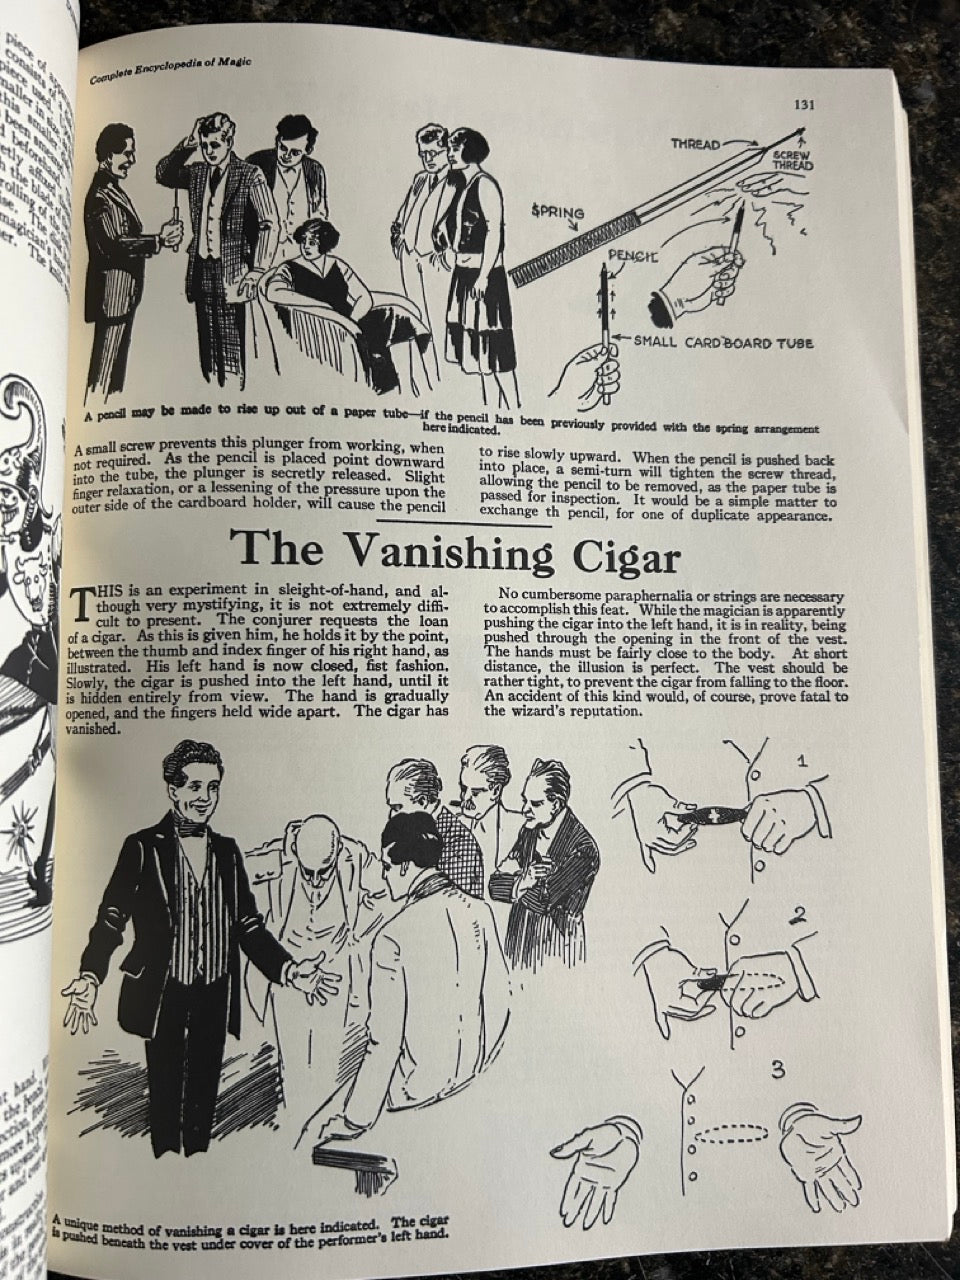 Complete Encyclopedia of Magic
131
THREAD
SCREW
THREAD
SPRING
PENCIL
SMALL CARDBOARD TUBE
A pencil may be made to rise up out of a paper tube—if the pencil has been previously provided with the spring arrangement
here indicated.
A small screw prevents this plunger from working, when
not required. As the pencil is placed point downward
into the tube, the plunger is secretly released. Slight
finger relaxation, or a lessening of the pressure upon the
outer side of the cardboard holder, will cause the pencil
to rise slowly upward. When the pencil is pushed back
into place, a semi-turn will tighten the screw thread,
allowing the pencil to be removed, as the paper tube is
passed for inspection. It would be a simple matter to
exchange th pencil, for one of duplicate appearance.
The Vanishing Cigar
THIS is an experiment in sleight-of-hand, and al-
though very mystifying, it is not extremely diffi-
cult to present. The conjurer requests the loan
of a cigar. As this is given him, he holds it by the point,
between the thumb and index finger of his right hand, as
illustrated. His left hand is now closed, fist fashion.
Slowly, the cigar is pushed into the left hand, until it
is hidden entirely from view. The hand is gradually
opened, and the fingers held wide apart. The cigar has
vanished.
No cumbersome paraphernalia or strings are necessary
to accomplish this feat. While the magician is apparently
pushing the cigar into the left hand, it is in reality, being
pushed through the opening in the front of the vest.
The hands must be fairly close to the body. At short
distance, the illusion is perfect. The vest should be
rather tight, to prevent the cigar from falling to the floor.
An accident of this kind would, of course, prove fatal to
the wizard's reputation.
1
2
3
A unique method of vanishing a cigar is here indicated. The cigar
is pushed beneath the vest under cover of the performer's left hand.